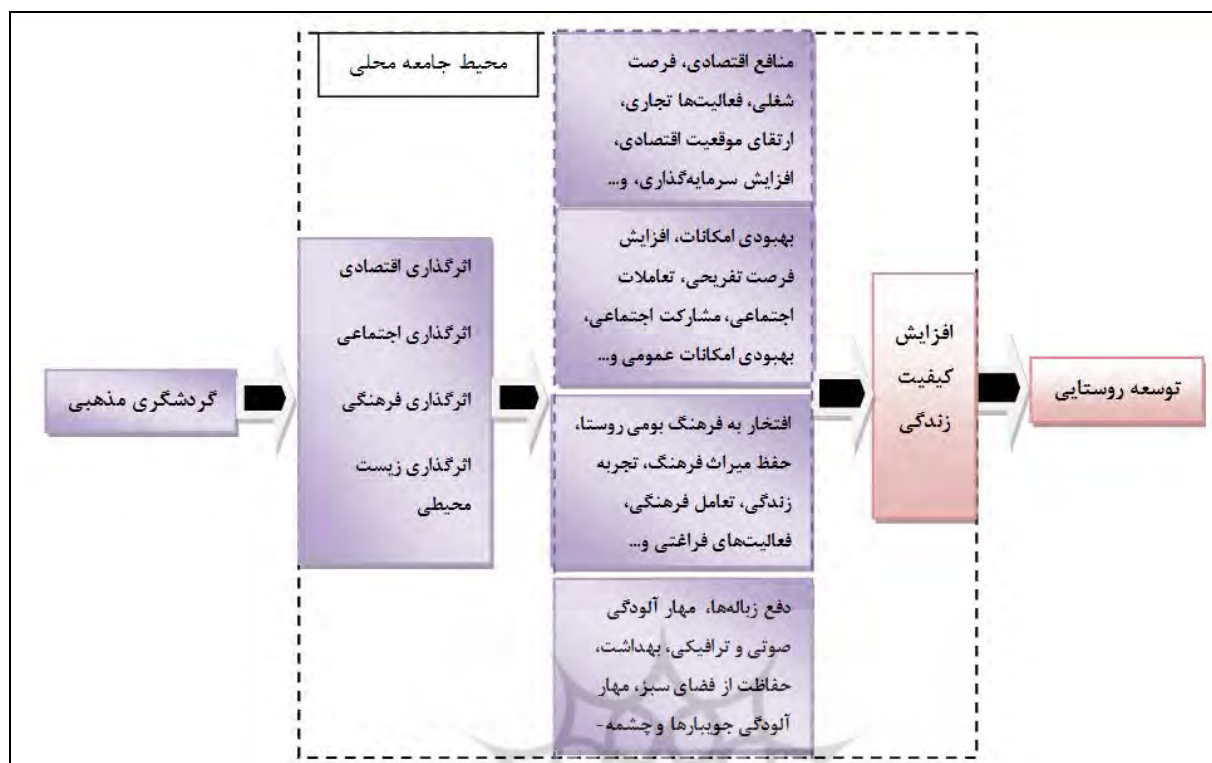 محیط جامعه محلی
گردشگری مذهبی
اثرگذاری اقتصادی
اثرگذاری اجتماعی
اثرگذاری فرهنگی
اثرگذاری زیست
محیطی
منافع اقتصادی، فرصت
شغلی، فعالیت‌ها تجاری،
ارتقای موقعیت اقتصادی،
افزایش سرمایه‌گذاری، و...
بهبودی امکانات، افزایش
فرصت تفریحی، تعاملات
اجتماعی، مشارکت اجتماعی،
بهبودی امکانات عمومی و...
افتخار به فرهنگ بومی روستا،
حفظ میراث فرهنگ، تجربه
زندگی، تعامل فرهنگی،
فعالیت‌های فراغتی و...
دفع زباله‌ها، مهار آلودگی
صوتی و ترافیکی، بهداشت،
حفاظت از فضای سبز، مهار
آلودگی جویبارها و چشمه-
افزایش
کیفیت
زندگی
توسعه روستایی